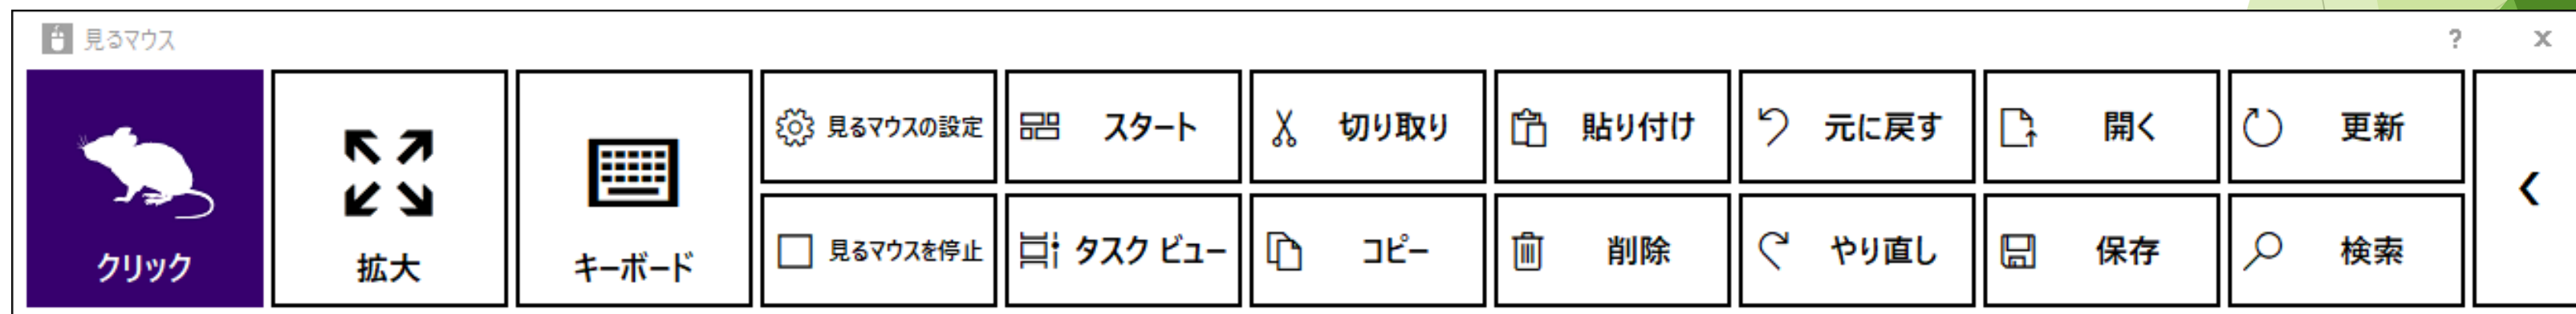 見るマウス
?
×
クリック
拡大
キーボード
見るマウスの設定
スタート
切り取り
貼り付け
元に戻す
開く
更新
見るマウスを停止
タスク ビュー
コピー
削除
やり直し
保存
検索